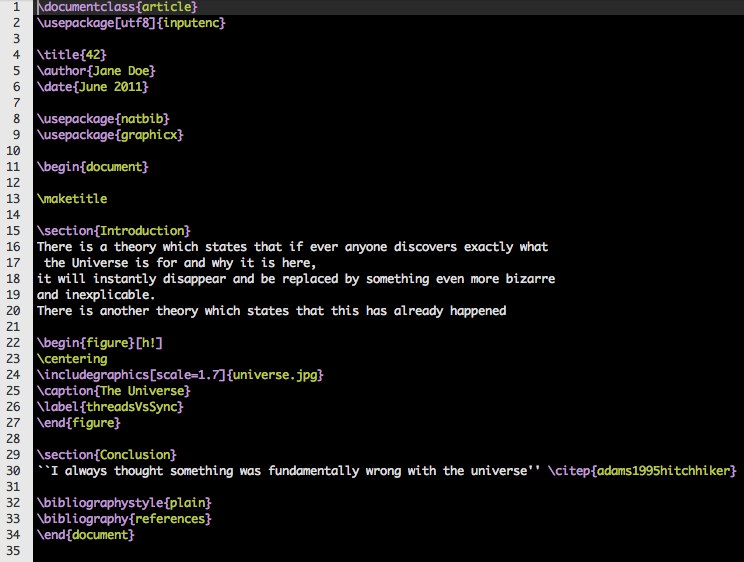 1 \documentclass{article}
2 \usepackage[utf8]{inputenc}
3
4 \title{42}
5 \author{Jane Doe}
6 \date{June 2011}
7
8 \usepackage{natbib}
9 \usepackage{graphicx}
10
11 \begin{document}
12
13 \maketitle
14
15 \section{Introduction}
16 There is a theory which states that if ever anyone discovers exactly what
17  the Universe is for and why it is here,
18 it will instantly disappear and be replaced by something even more bizarre
19 and inexplicable.
20 There is another theory which states that this has already happened
21
22 \begin{figure}[h!]
23 \centering
24 \includegraphics[scale=1.7]{universe.jpg}
25 \caption{The Universe}
26 \label{threadsVsSync}
27 \end{figure}
28
29 \section{Conclusion}
30 ``I always thought something was fundamentally wrong with the universe'' \citep{adams1995hitchhiker}
31
32 \bibliographystyle{plain}
33 \bibliography{references}
34 \end{document}
35